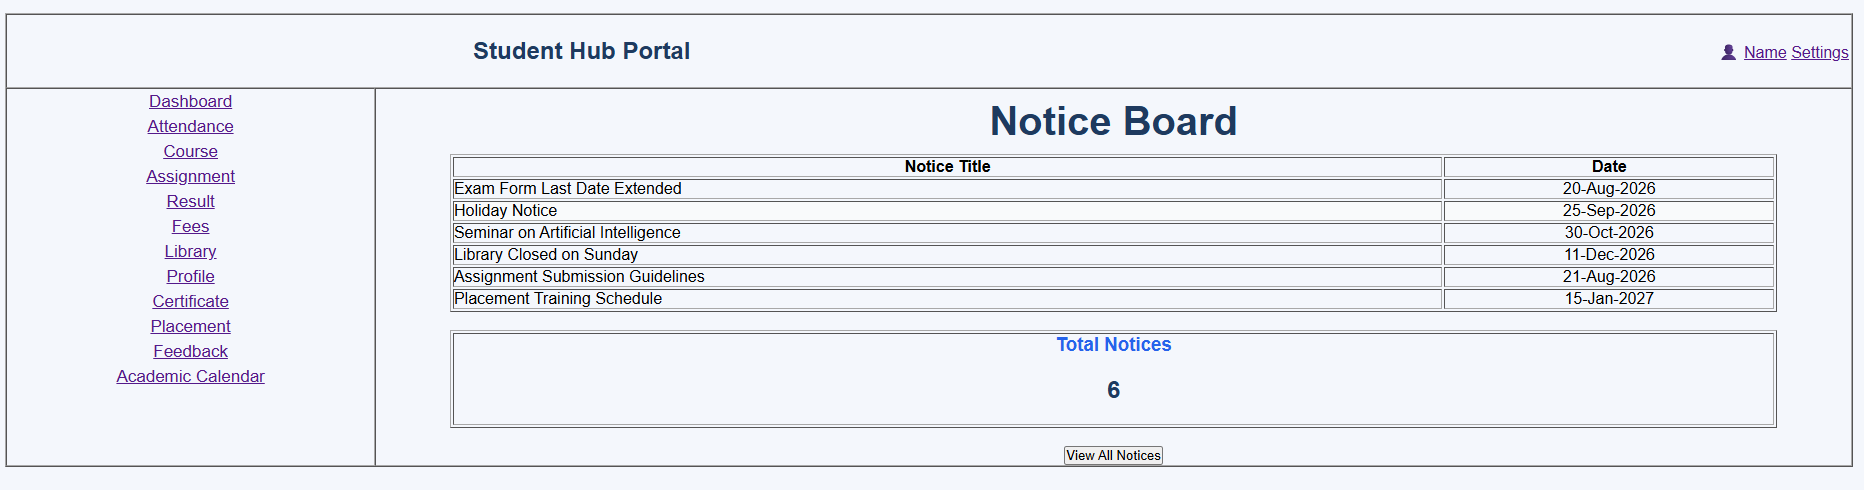 Student Hub Portal
Name Settings
Dashboard
Attendance
Course
Assignment
Result
Fees
Library
Profile
Certificate
Placement
Feedback
Academic Calendar
Notice Board
Notice Title Date
Exam Form Last Date Extended 20-Aug-2026
Holiday Notice 25-Sep-2026
Seminar on Artificial Intelligence 30-Oct-2026
Library Closed on Sunday 11-Dec-2026
Assignment Submission Guidelines 21-Aug-2026
Placement Training Schedule 15-Jan-2027
Total Notices
6
View All Notices